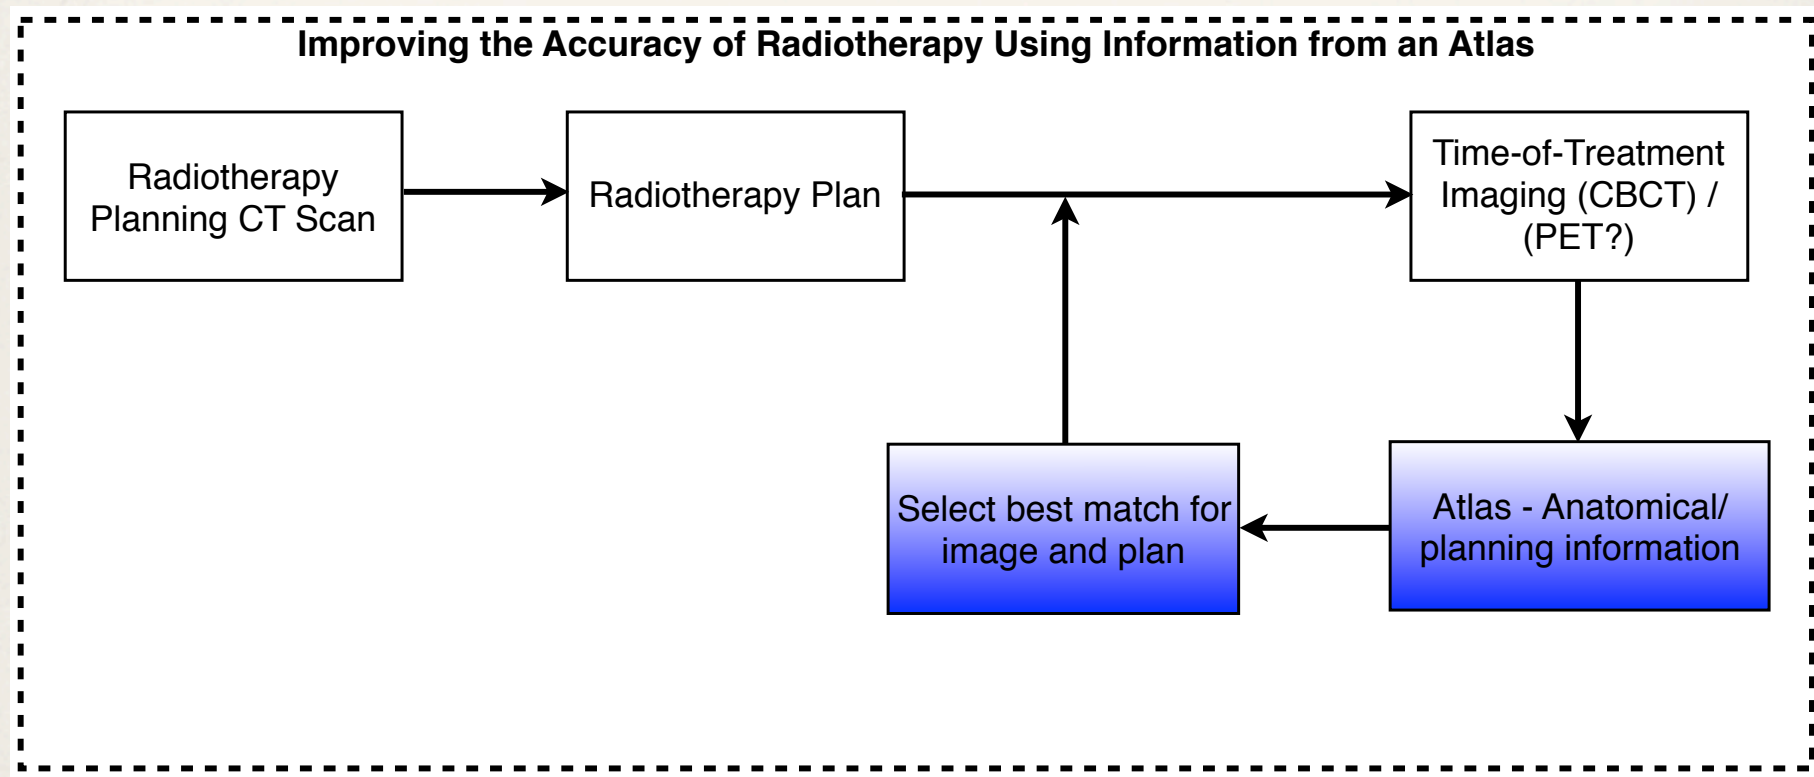 Improving the Accuracy of Radiotherapy Using Information from an Atlas
Radiotherapy
Planning CT Scan
Radiotherapy Plan
Time-of-Treatment
Imaging (CBCT) /
(PET?)
Select best match for
image and plan
Atlas - Anatomical/
planning information